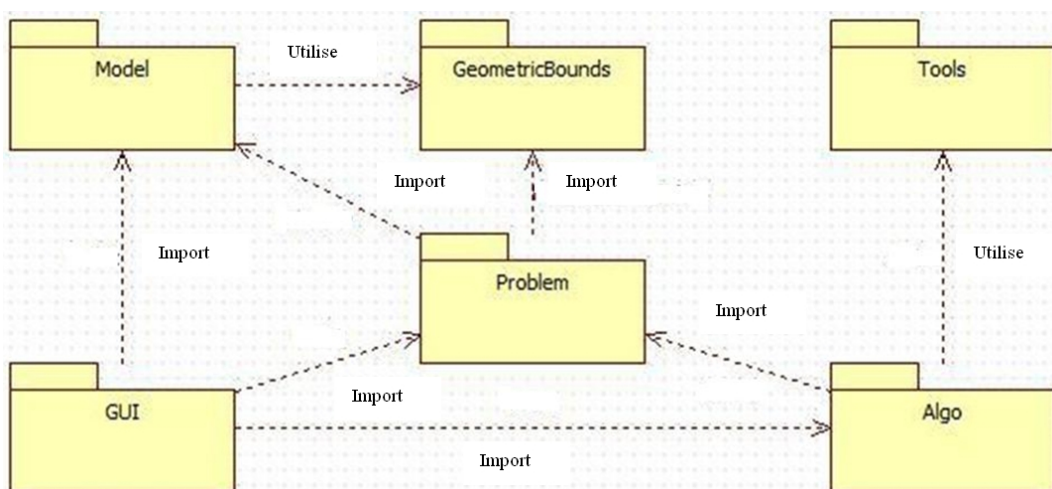 Utilise
Model
GeometricBounds
Tools
Import
Import
Import
Utilise
Problem
Import
Import
GUI
Algo
Import